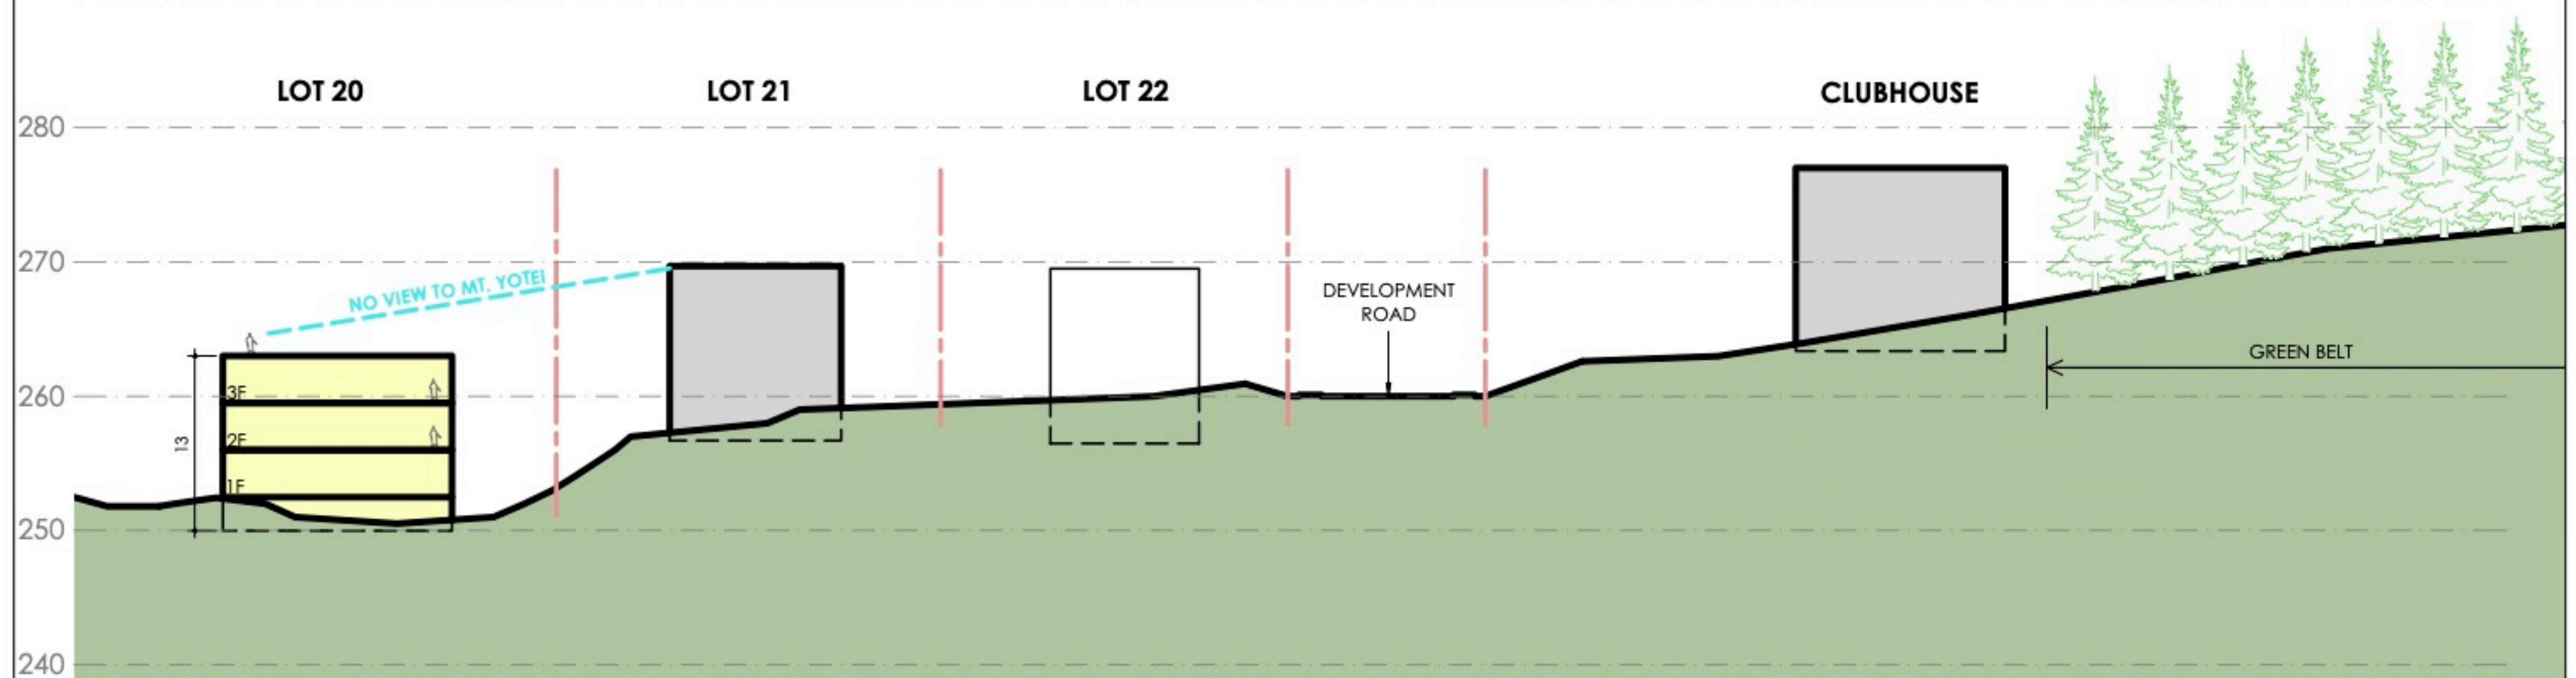 LOT 20
LOT 21
LOT 22
CLUBHOUSE
280
270
NO VIEW TO MT. YOTEI
DEVELOPMENT
ROAD
GREEN BELT
260
3F
13
2F
1F
250
240